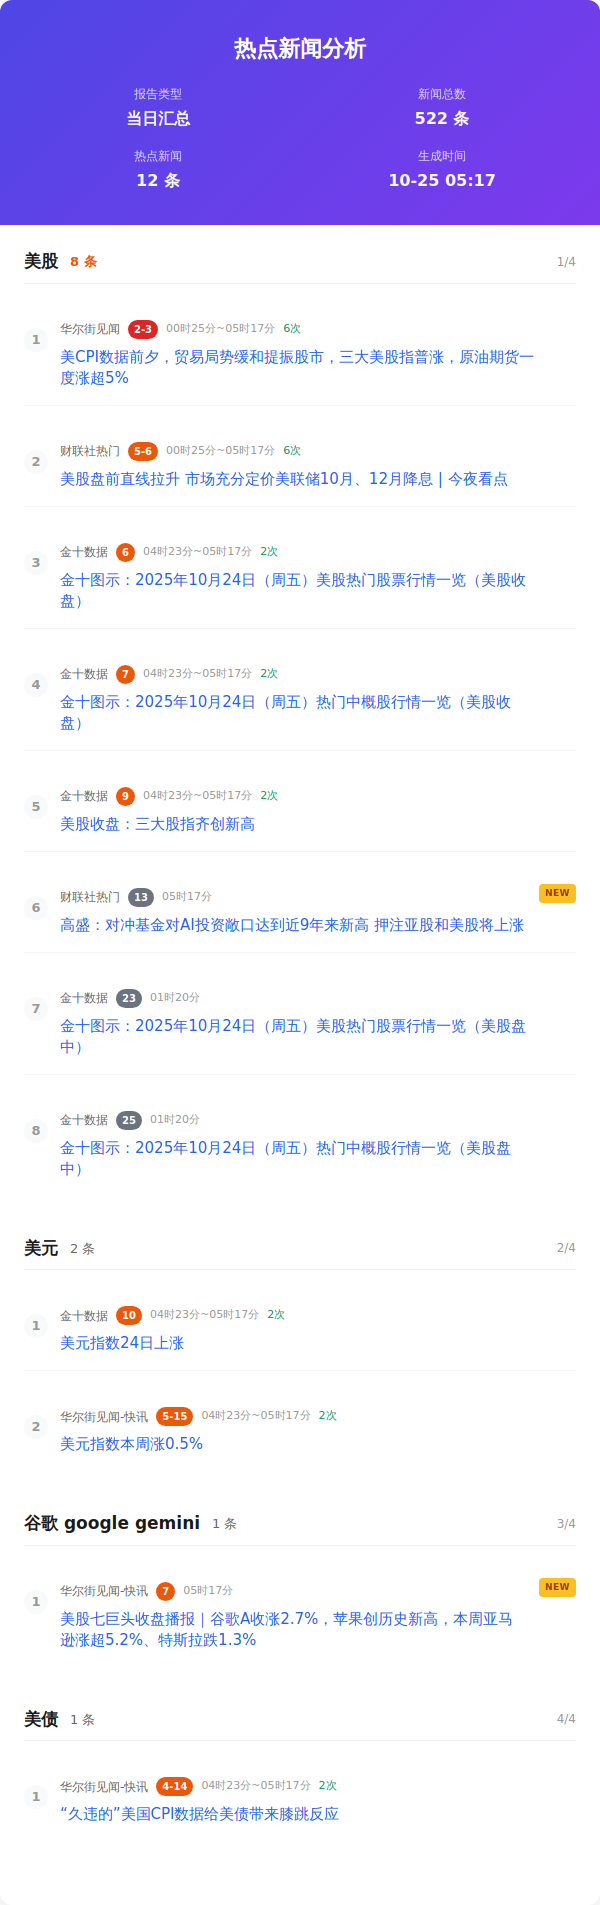 热点新闻分析
报告类型
新闻总数
当日汇总
522 条
热点新闻
生成时间
12 条
10-25 05:17
美股 8 条 1/4
1 华尔街见闻 2-3 00时25分~05时17分 6次
美CPI数据前夕，贸易局势缓和提振股市，三大美股指普涨，原油期货一
度涨超5%
2 财联社热门 5-6 00时25分~05时17分 6次
美股盘前直线拉升 市场充分定价美联储10月、12月降息 | 今夜看点
3 金十数据 6 04时23分~05时17分 2次
金十图示：2025年10月24日（周五）美股热门股票行情一览（美股收
盘）
4 金十数据 7 04时23分~05时17分 2次
金十图示：2025年10月24日（周五）热门中概股行情一览（美股收
盘）
5 金十数据 9 04时23分~05时17分 2次
美股收盘：三大股指齐创新高
6 财联社热门 13 05时17分 NEW
高盛：对冲基金对AI投资敞口达到近9年来新高 押注亚股和美股将上涨
7 金十数据 23 01时20分
金十图示：2025年10月24日（周五）美股热门股票行情一览（美股盘
中）
8 金十数据 25 01时20分
金十图示：2025年10月24日（周五）热门中概股行情一览（美股盘
中）
美元 2 条 2/4
1 金十数据 10 04时23分~05时17分 2次
美元指数24日上涨
2 华尔街见闻-快讯 5-15 04时23分~05时17分 2次
美元指数本周涨0.5%
谷歌 google gemini 1 条 3/4
1 华尔街见闻-快讯 7 05时17分 NEW
美股七巨头收盘播报｜谷歌A收涨2.7%，苹果创历史新高，本周亚马
逊涨超5.2%、特斯拉跌1.3%
美债 1 条 4/4
1 华尔街见闻-快讯 4-14 04时23分~05时17分 2次
“久违的”美国CPI数据给美债带来膝跳反应